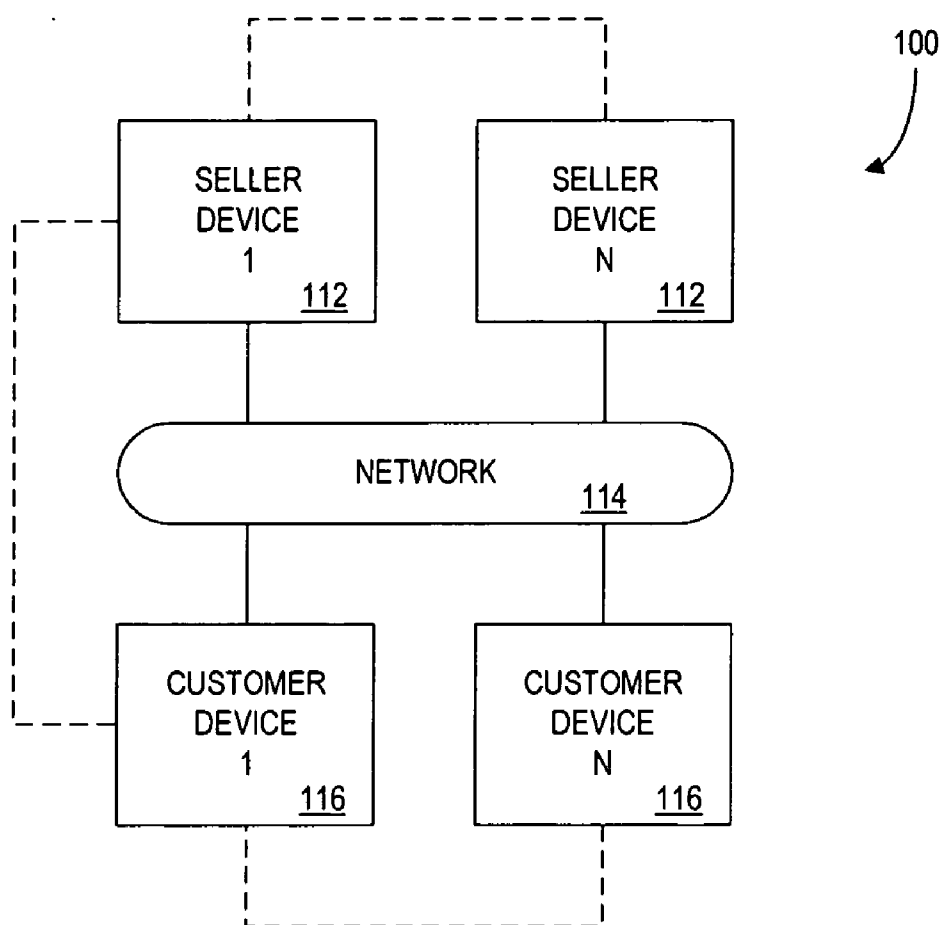 100
SELLER
DEVICE
1
112
SELLER
DEVICE
N
112
NETWORK
114
CUSTOMER
DEVICE
1
116
CUSTOMER
DEVICE
N
116